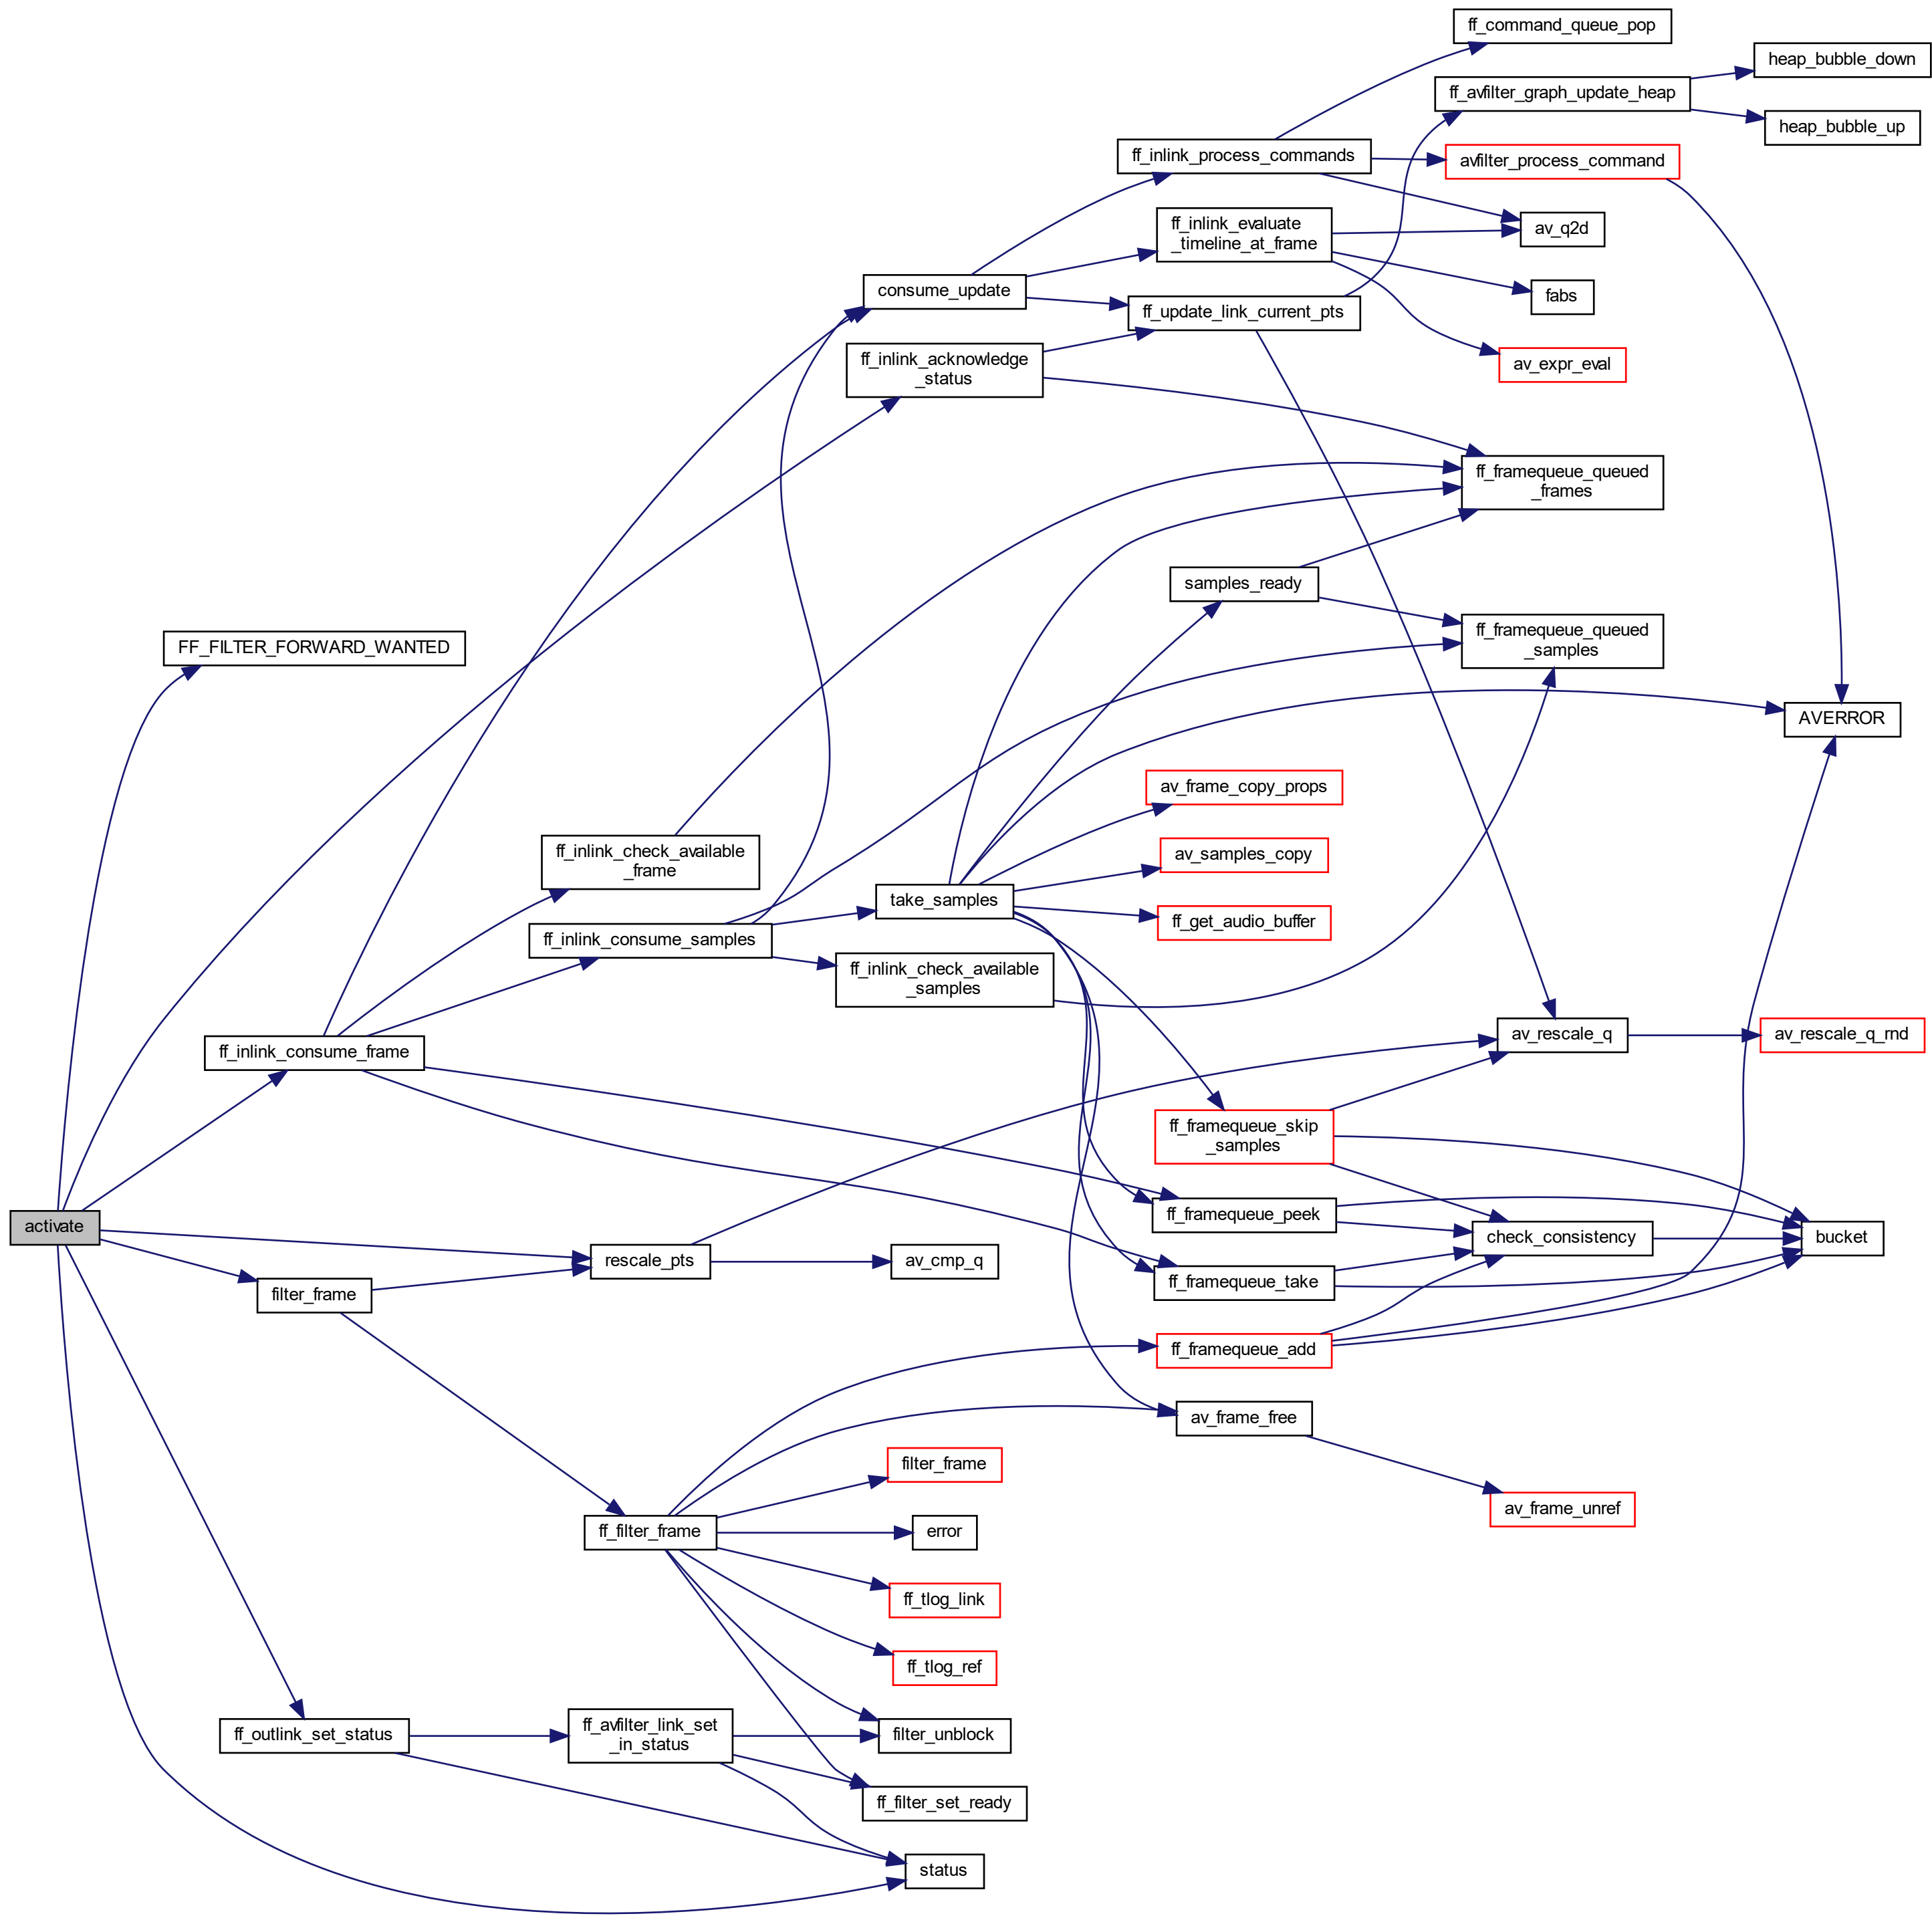 ff_command_queue_pop
heap_bubble_down
ff_avfilter_graph_update_heap
heap_bubble_up
ff_inlink_process_commands
avfilter_process_command
ff_inlink_evaluate
_timeline_at_frame
av_q2d
consume_update
fabs
ff_update_link_current_pts
ff_inlink_acknowledge
_status
av_expr_eval
ff_framequeue_queued
_frames
samples_ready
ff_framequeue_queued
_samples
FF_FILTER_FORWARD_WANTED
AVERROR
av_frame_copy_props
ff_inlink_check_available
_frame
av_samples_copy
take_samples
ff_get_audio_buffer
ff_inlink_consume_samples
ff_inlink_check_available
_samples
ff_inlink_consume_frame
av_rescale_q
av_rescale_q_rnd
ff_framequeue_skip
_samples
ff_framequeue_peek
activate
check_consistency
bucket
rescale_pts
av_cmp_q
ff_framequeue_take
filter_frame
ff_framequeue_add
av_frame_free
filter_frame
av_frame_unref
ff_filter_frame
error
ff_tlog_link
ff_tlog_ref
ff_outlink_set_status
ff_avfilter_link_set
_in_status
filter_unblock
ff_filter_set_ready
status